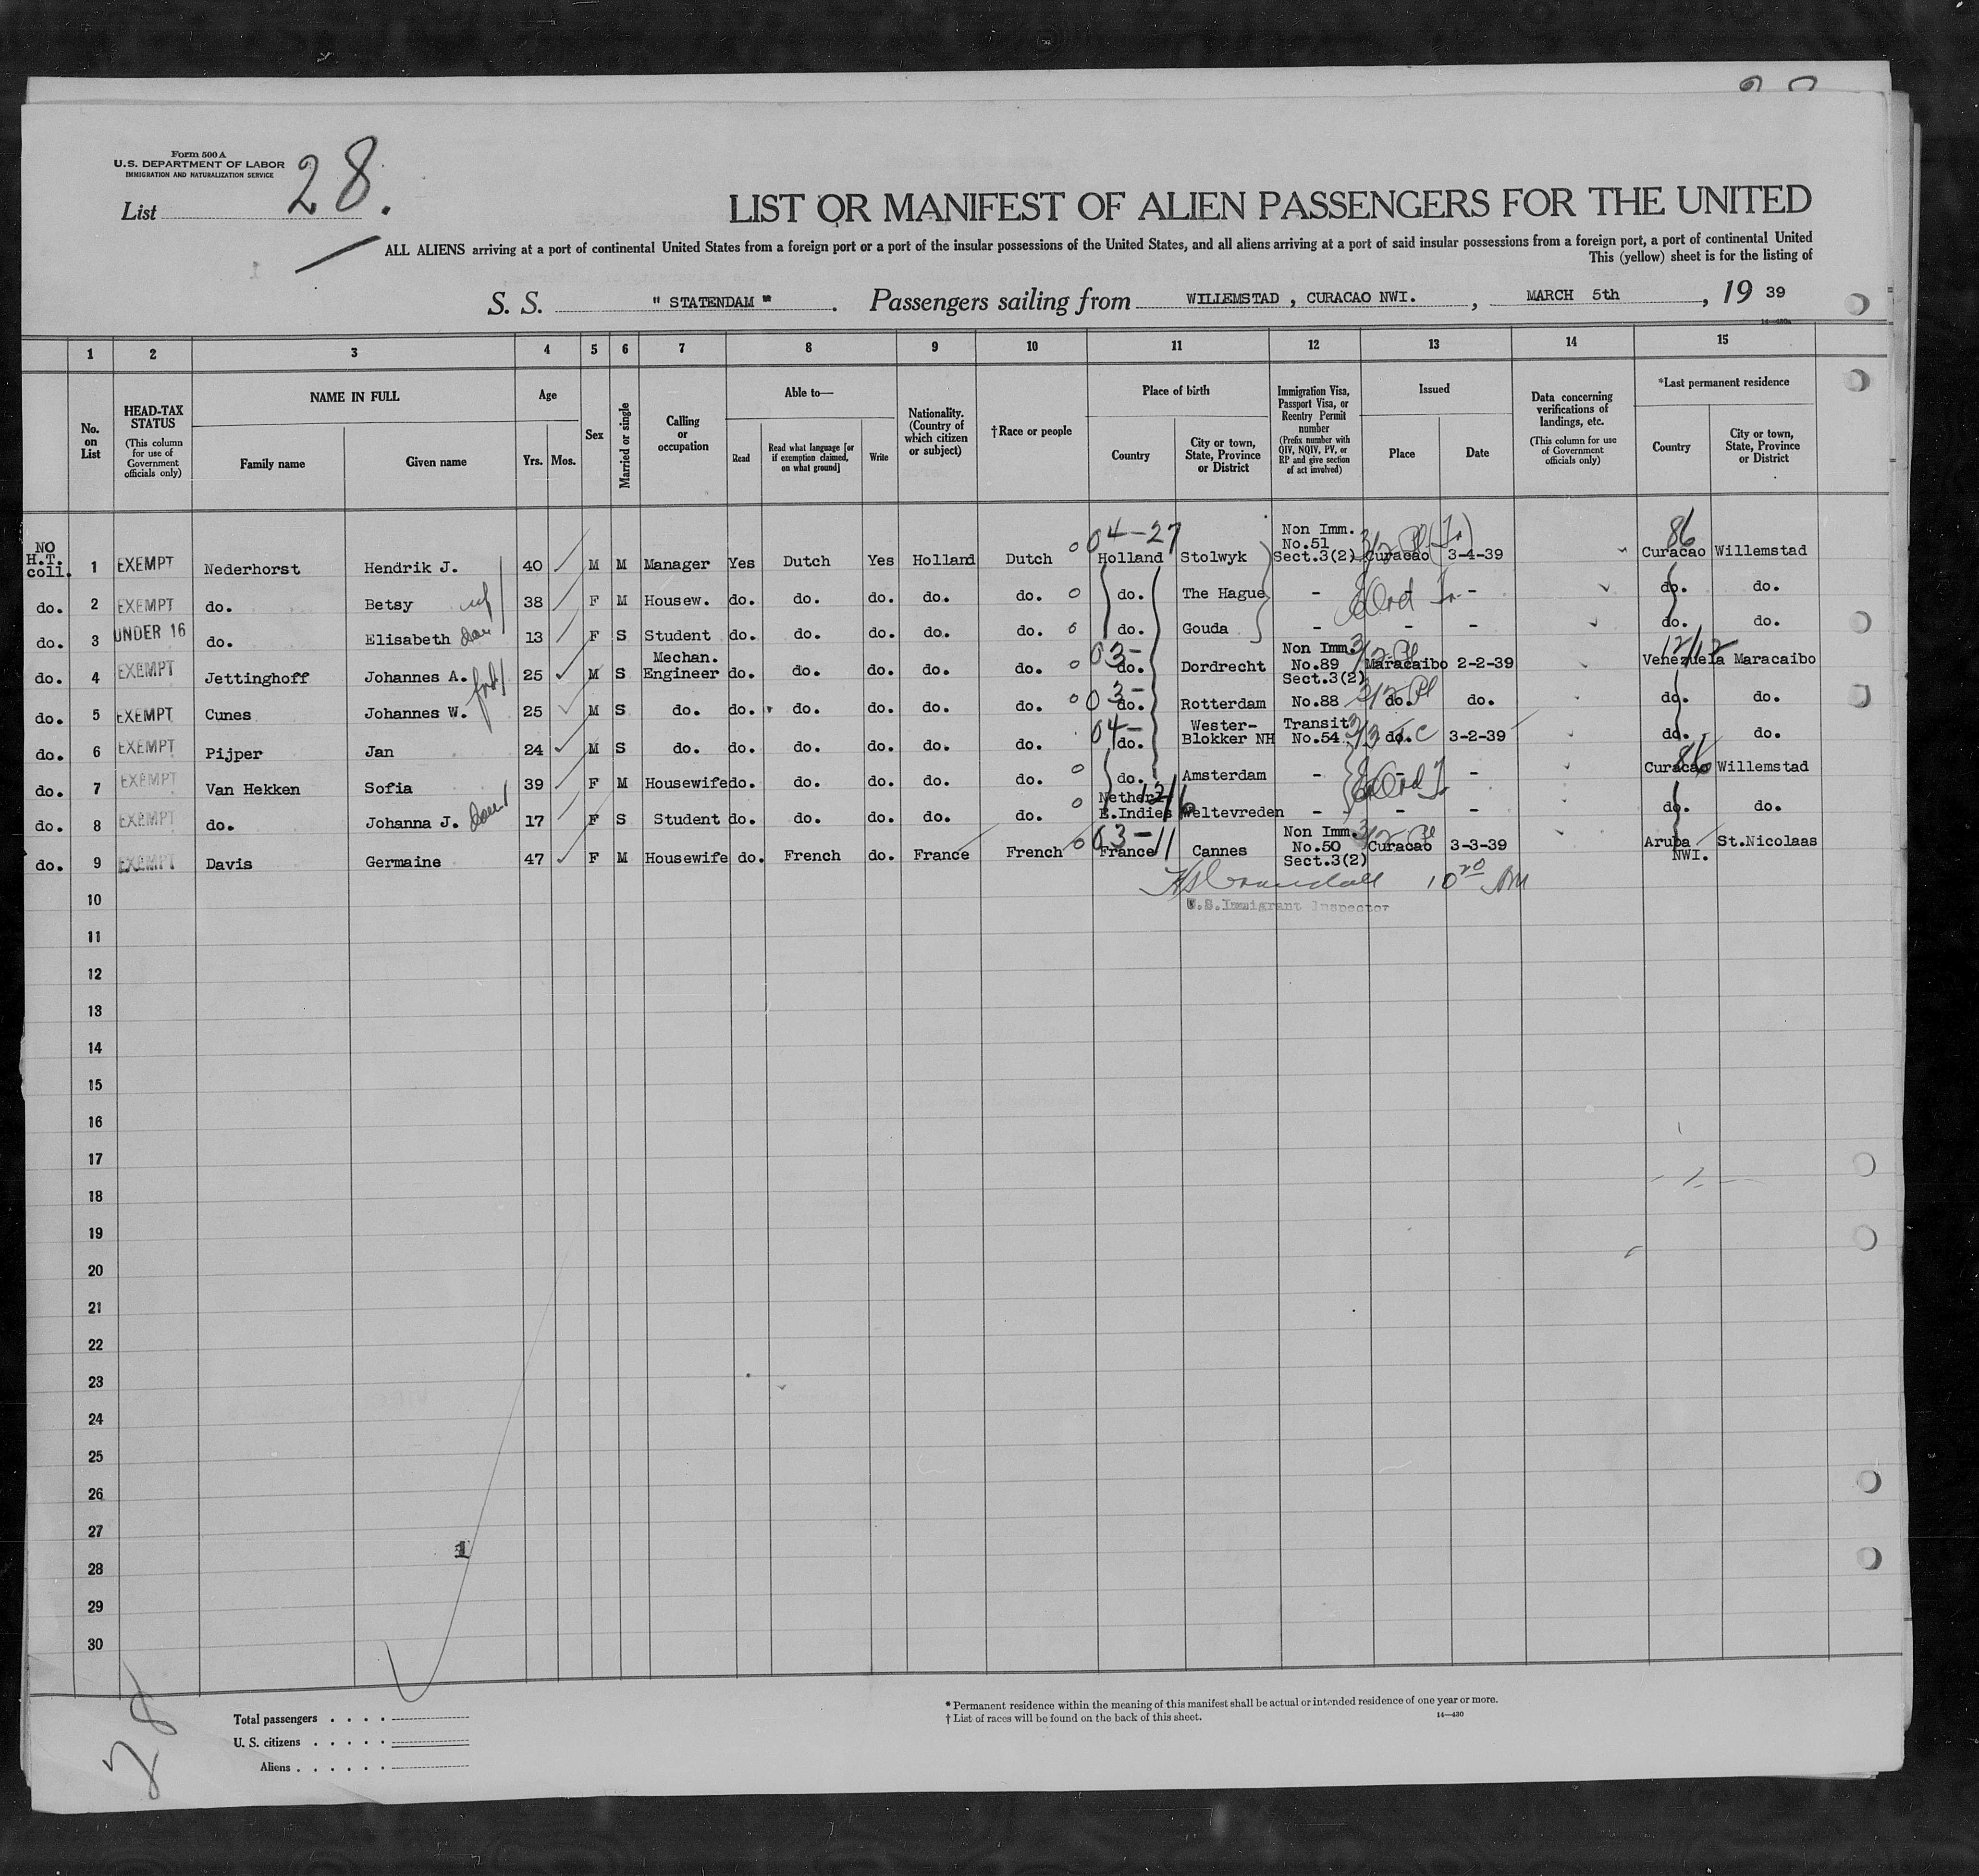 Form 500 A
U.S. DEPARTMENT OF LABOR
IMMIGRATION AND NATURALIZATION SERVICE
List 28.
LIST OR MANIFEST OF ALIEN PASSENGERS FOR THE UNITED
ALL ALIENS arriving at a port of continental United States from a foreign port or a port of the insular possessions of the United States, and all aliens arriving at a port of said insular possessions from a foreign port, a port of continental United
This (yellow) sheet is for the listing of
S. S. " STATENDAM " . Passengers sailing from WILLEMSTAD , CURACAO NWI. , MARCH 5th , 19 39
1 2 3 4 5 6 7 8 9 10 11 12 13 14 15
No. on List
HEAD-TAX STATUS (This column for use of Government officials only)
NAME IN FULL
Family name Given name
Age
Yrs. Mos.
Sex
Married or single
Calling or occupation
Able to—
Read Read what language [or if exemption claimed, on what ground] Write
Nationality. (Country of which citizen or subject)
†Race or people
Place of birth
Country City or town, State, Province or District
Immigration Visa, Passport Visa, or Reentry Permit number (Prefix number with QIV, NQIV, PV, or RP and give section of act involved)
Issued
Place Date
Data concerning verifications of landings, etc. (This column for use of Government officials only)
*Last permanent residence
Country City or town, State, Province or District
04-27 86
NO H.T. coll. 1 EXEMPT Nederhorst Hendrik J. 40 M M Manager Yes Dutch Yes Holland Dutch Holland Stolwyk Non Imm. No.51 Sect.3(2) Curacao 3-4-39 Curacao Willemstad
do. 2 EXEMPT do. Betsy wf 38 F M Housew. do. do. do. do. do. do. The Hague - - - do. do.
do. 3 UNDER 16 do. Elisabeth dau 13 F S Student do. do. do. do. do. do. Gouda - - - do. do.
03- 12/12
do. 4 EXEMPT Jettinghoff Johannes A. 25 M S Mechan. Engineer do. do. do. do. do. do. Dordrecht Non Imm. No.89 Sect.3(2) Maracaibo 2-2-39 Venezuela Maracaibo
03-
do. 5 EXEMPT Cunes Johannes W. 25 M S do. do. do. do. do. do. do. Rotterdam No.88 do. do. do. do.
04-
do. 6 EXEMPT Pijper Jan 24 M S do. do. do. do. do. do. do. Wester-Blokker NH Transit No.54 do. 3-2-39 do. do.
86
do. 7 EXEMPT Van Hekken Sofia 39 F M Housewife do. do. do. do. do. do. Amsterdam - - - Curacao Willemstad
do. 8 EXEMPT do. Johanna J. dau 17 F S Student do. do. do. do. do. Nether. E.Indies Weltevreden - - - do. do.
03-11
do. 9 EXEMPT Davis Germaine 47 F M Housewife do. French do. France French France Cannes Non Imm. No.50 Sect.3(2) Curacao 3-3-39 Aruba NWI. St.Nicolaas
10
U.S. Immigrant Inspector
11
12
13
14
15
16
17
18
19
20
21
22
23
24
25
26
27
28
29
30
28
Total passengers
U. S. citizens
Aliens
* Permanent residence within the meaning of this manifest shall be actual or intended residence of one year or more.
† List of races will be found on the back of this sheet.
14—430